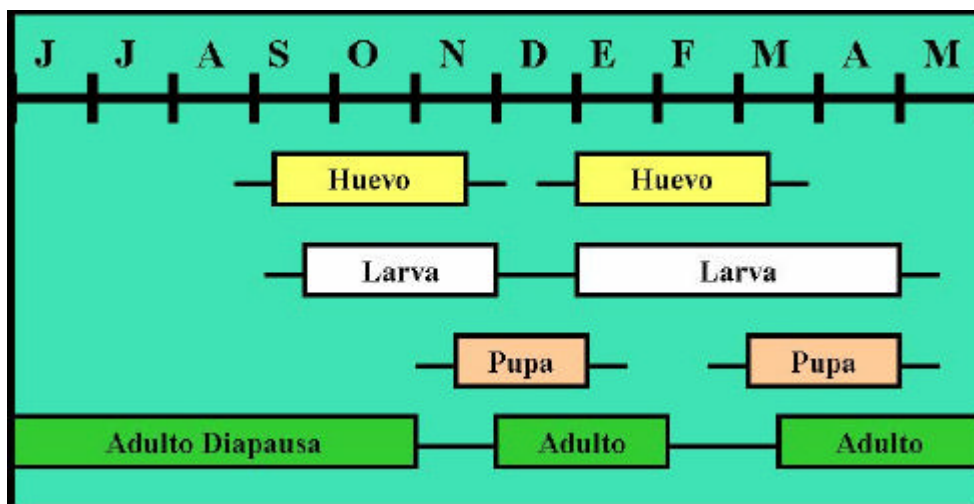 J J A S O N D E F M A M
Huevo Huevo
Larva Larva
Pupa Pupa
Adulto Diapausa Adulto Adulto